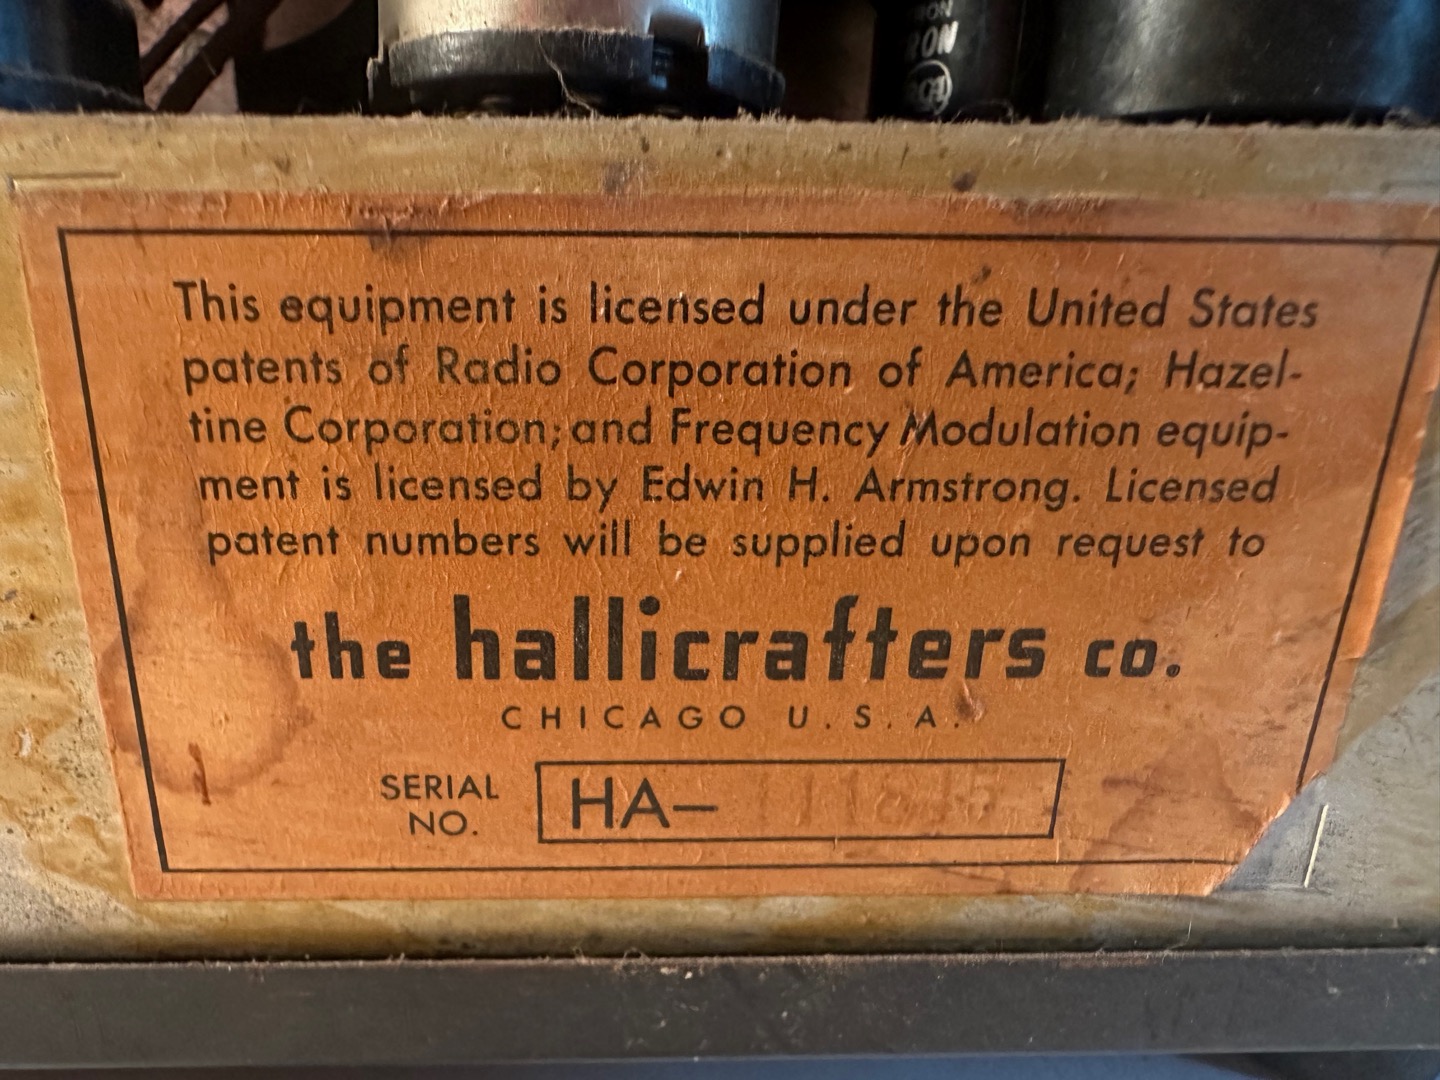 RON
This equipment is licensed under the United States
patents of Radio Corporation of America; Hazel-
tine Corporation; and Frequency Modulation equip-
ment is licensed by Edwin H. Armstrong. Licensed
patent numbers will be supplied upon request to
the hallicrafters co.
CHICAGO U.S.A.
SERIAL
NO.
HA-